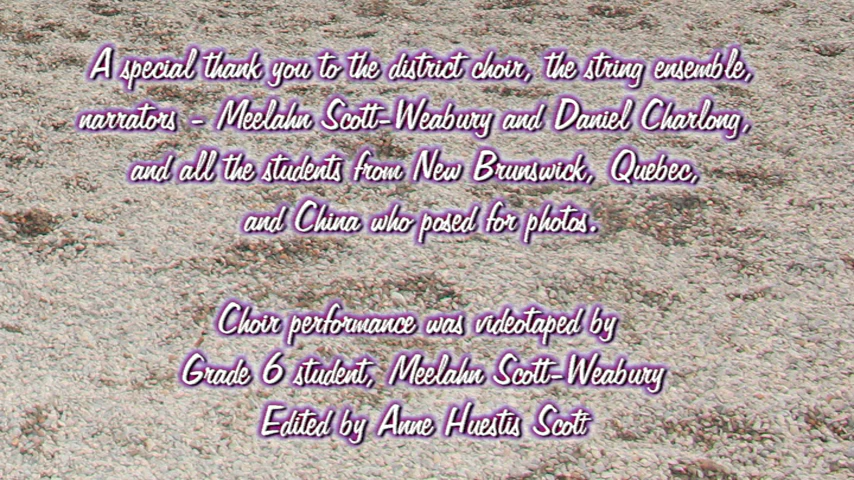 A special thank you to the district choir, the string ensemble,
narrators - Meelahn Scott-Weabury and Daniel Charlong,
and all the students from New Brunswick, Quebec,
and China who posed for photos.
Choir performance was videotaped by
Grade 6 student, Meelahn Scott-Weabury
Edited by Anne Huestis Scott